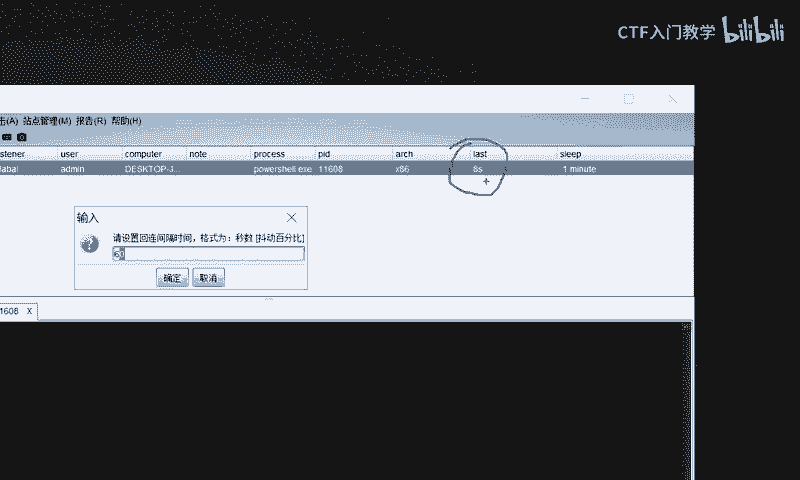 CTF入门教学 bilibili
击(A) 站点管理(M) 报告(R) 帮助(H)
stener user computer note process pid arch last sleep
admin DESKTOP-J... powershell.exe 11608 x86 8s 1 minute
输入
请设置回连间隔时间，格式为：秒数 [抖动百分比]
60
确定 取消
1608 X